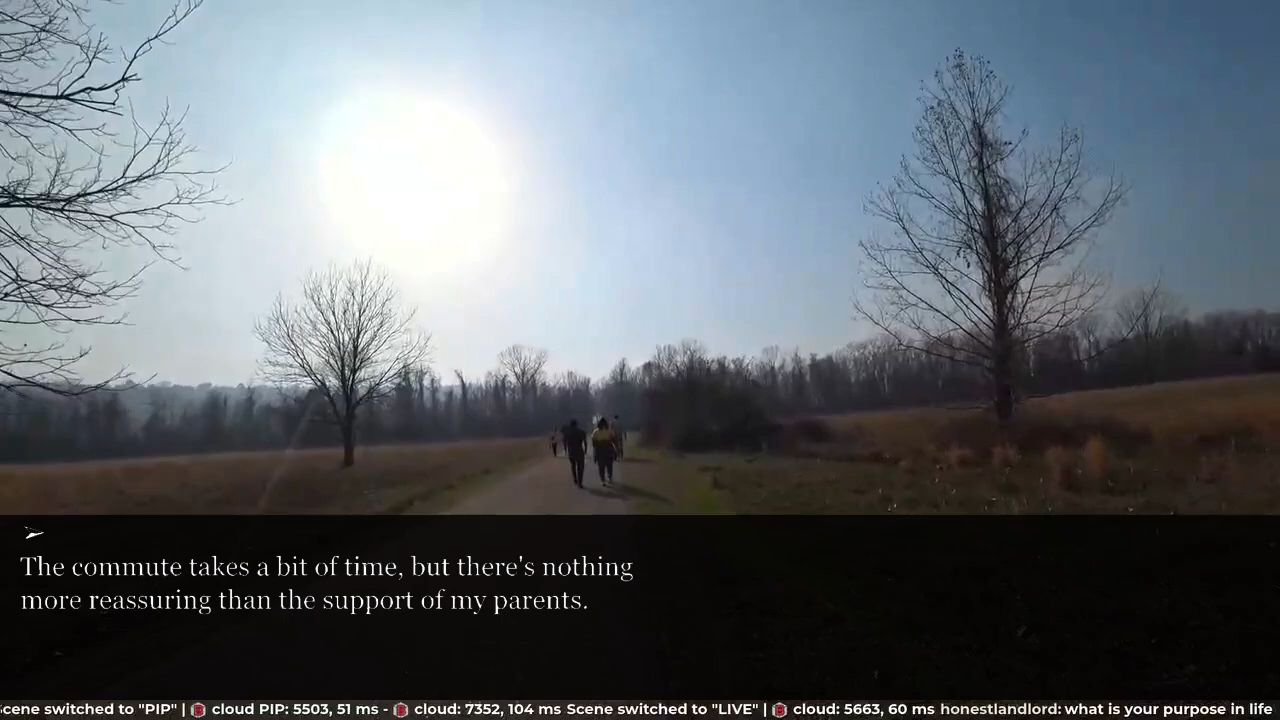 The commute takes a bit of time, but there's nothing
more reassuring than the support of my parents.
cene switched to "PIP" | cloud PIP: 5503, 51 ms - cloud: 7352, 104 ms Scene switched to "LIVE" | cloud: 5663, 60 ms honestlandlord: what is your purpose in life